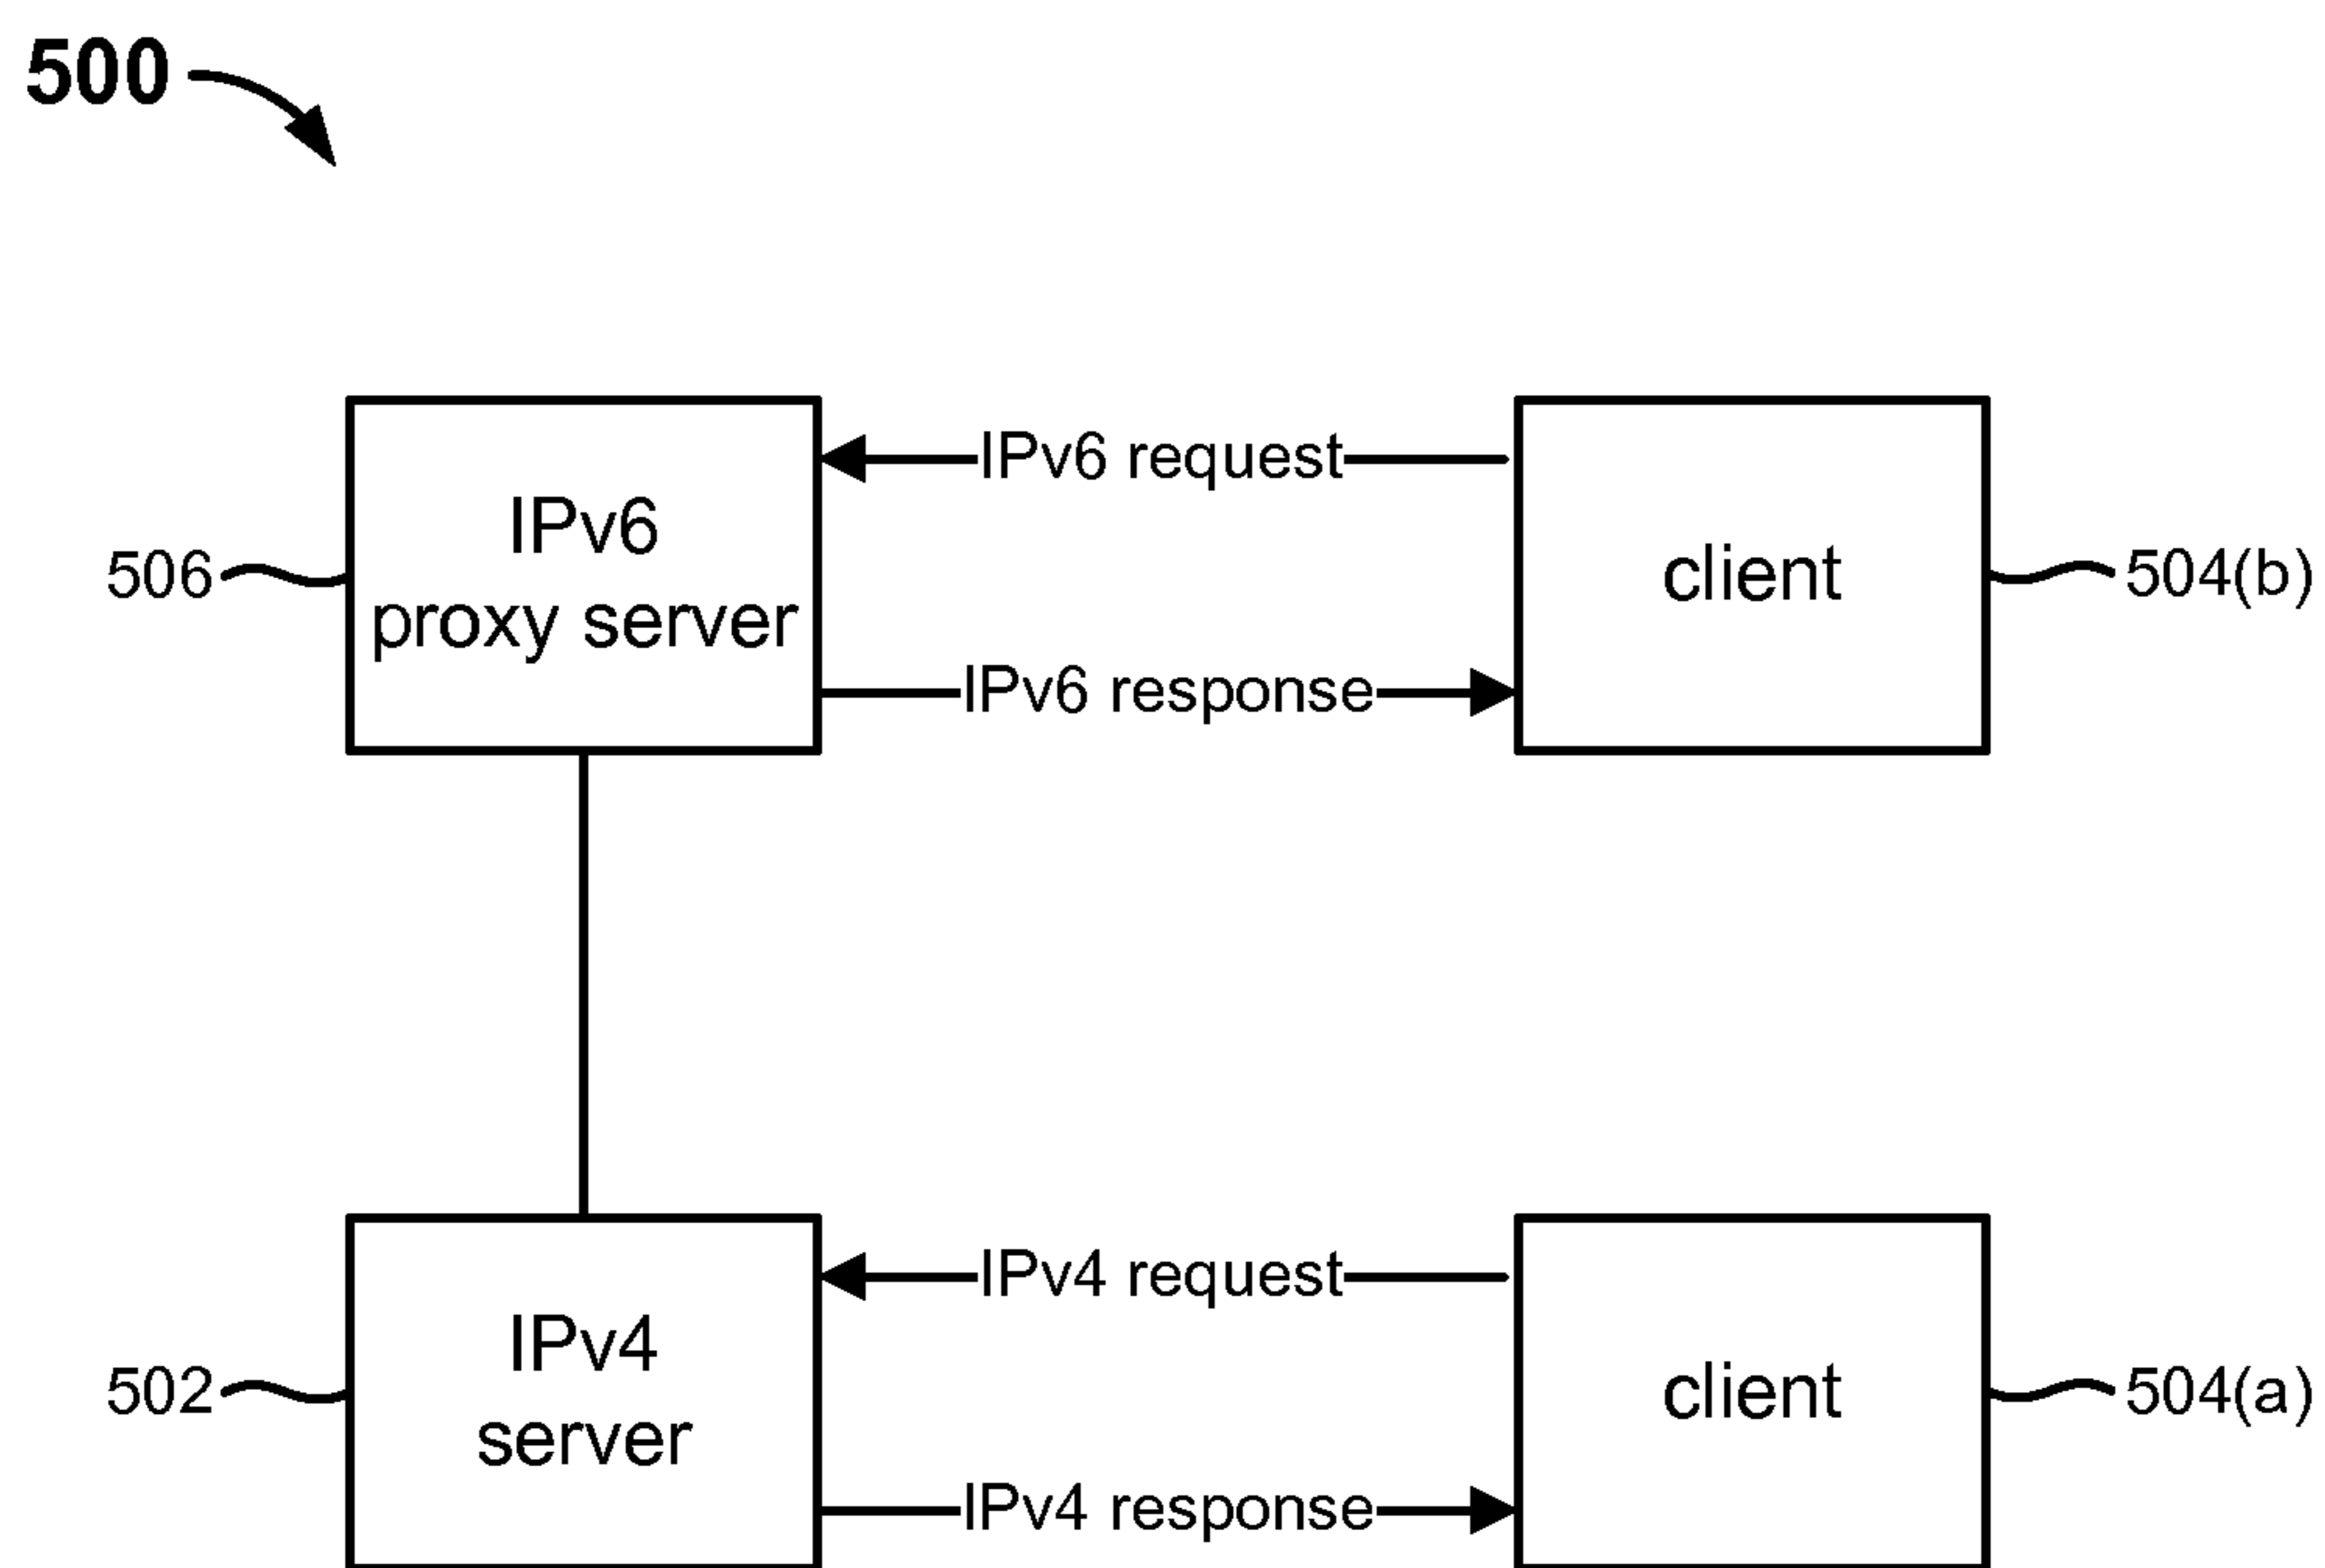 500
IPv6 request
IPv6
proxy server
506
client
504(b)
IPv6 response
IPv4 request
IPv4
server
502
client
504(a)
IPv4 response